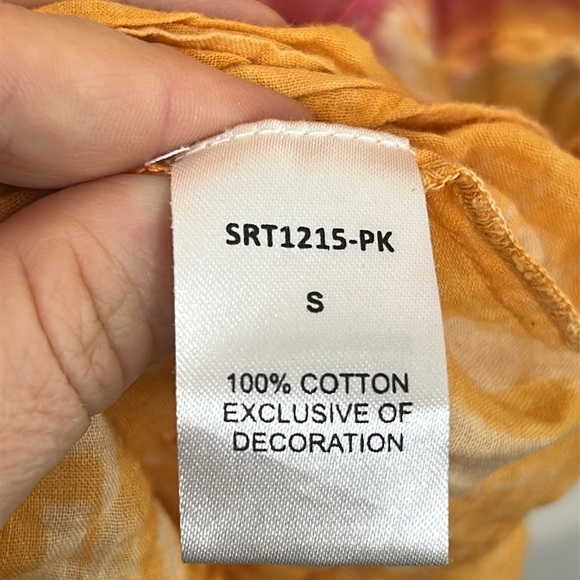 SRT1215-PK
S
100% COTTON
EXCLUSIVE OF
DECORATION